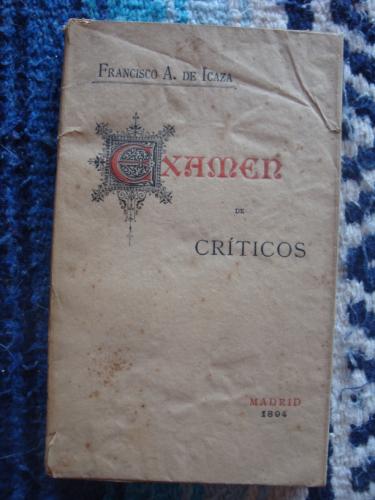 FRANCISCO A. DE ICAZA
EXAMEN
DE
CRÍTICOS
MADRID
1894